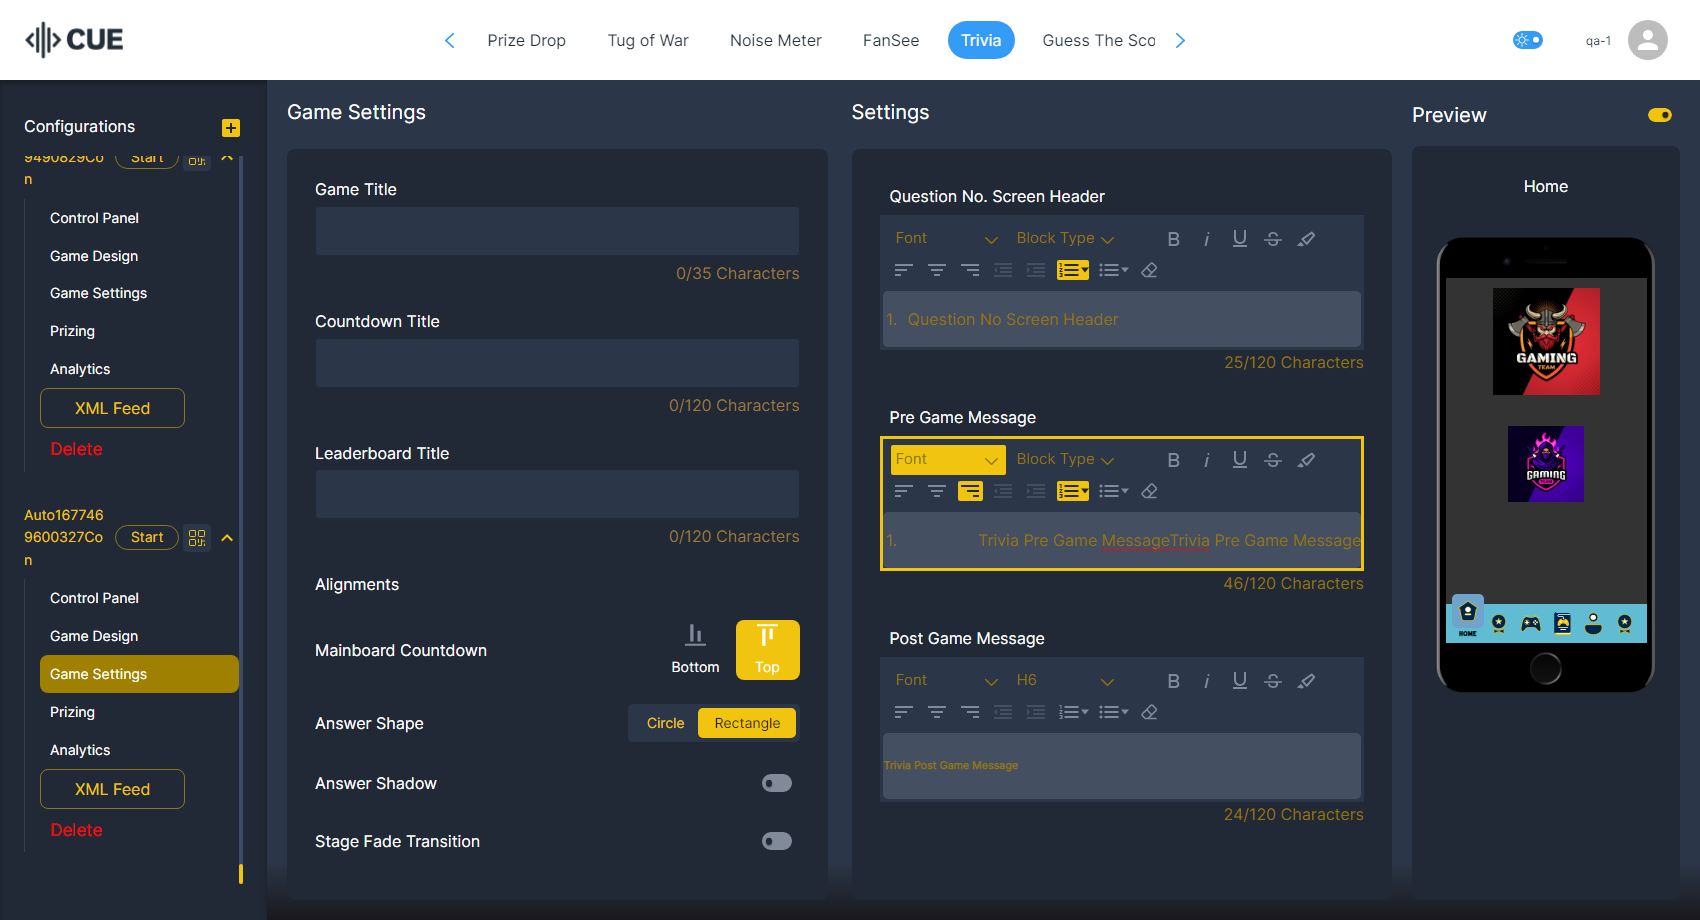 CUE
Prize Drop
Tug of War
Noise Meter
FanSee
Trivia
Guess The Sco
qa-1
Configurations
9490829Co
n
Start
Control Panel
Game Design
Game Settings
Prizing
Analytics
XML Feed
Delete
Auto167746
9600327Co
n
Start
Control Panel
Game Design
Game Settings
Prizing
Analytics
XML Feed
Delete
Game Settings
Game Title
0/35 Characters
Countdown Title
0/120 Characters
Leaderboard Title
0/120 Characters
Alignments
Mainboard Countdown
Bottom
Top
Answer Shape
Circle
Rectangle
Answer Shadow
Stage Fade Transition
Settings
Question No. Screen Header
Font
Block Type
B i U S
1. Question No Screen Header
25/120 Characters
Pre Game Message
Font
Block Type
B i U S
1. Trivia Pre Game MessageTrivia Pre Game Message
46/120 Characters
Post Game Message
Font
H6
B i U S
Trivia Post Game Message
24/120 Characters
Preview
Home
GAMING
TEAM
GAMING
TEAM
HOME